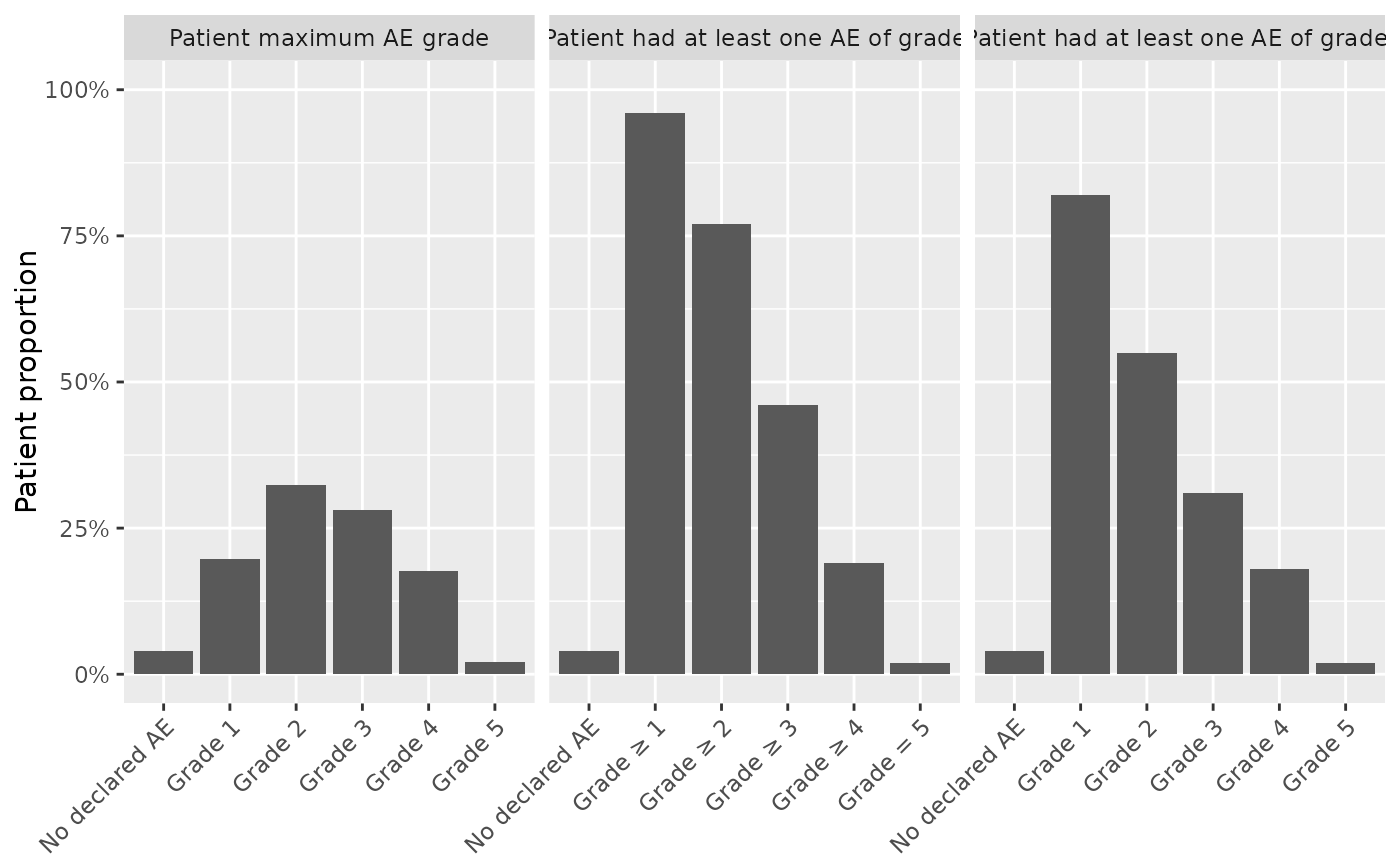 Patient maximum AE grade
Patient had at least one AE of grade
Patient had at least one AE of grade
Patient proportion
100%
75%
50%
25%
0%
No declared AE
Grade 1
Grade 2
Grade 3
Grade 4
Grade 5
No declared AE
Grade ≥ 1
Grade ≥ 2
Grade ≥ 3
Grade ≥ 4
Grade = 5
No declared AE
Grade 1
Grade 2
Grade 3
Grade 4
Grade 5